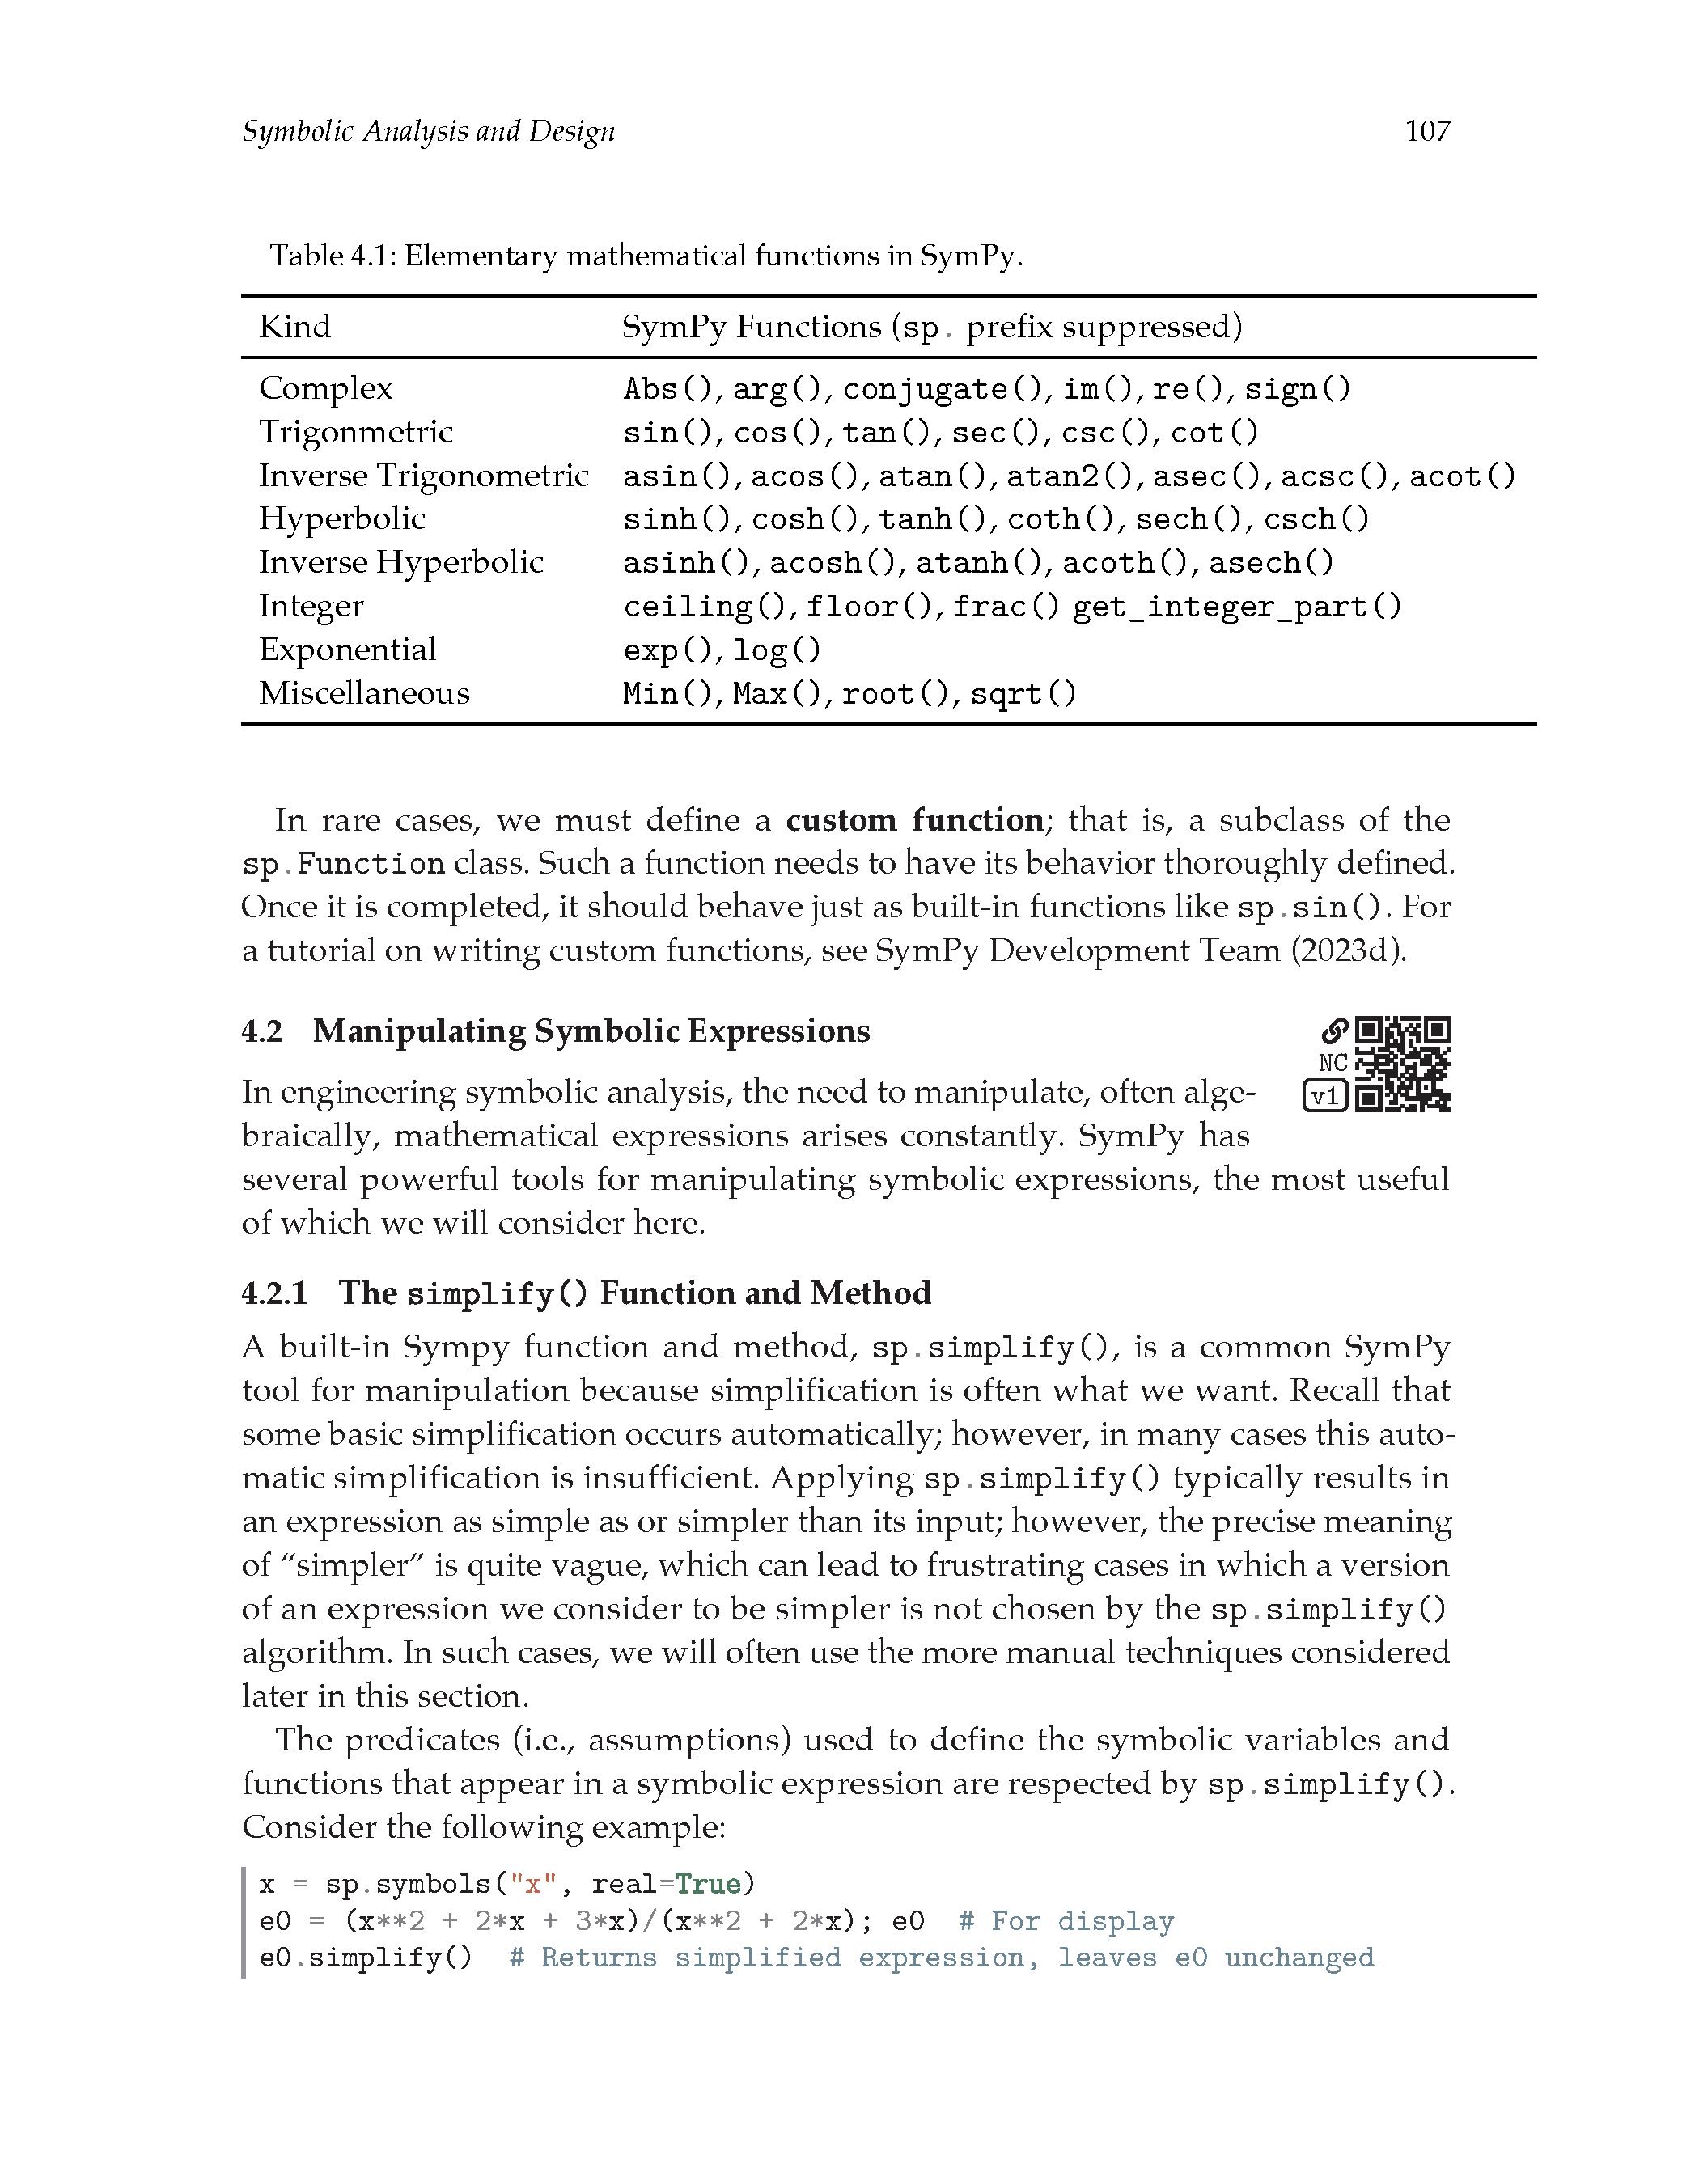 Symbolic Analysis and Design 107
Table 4.1: Elementary mathematical functions in SymPy.
Kind SymPy Functions (sp. prefix suppressed)
Complex Abs(), arg(), conjugate(), im(), re(), sign()
Trigonmetric sin(), cos(), tan(), sec(), csc(), cot()
Inverse Trigonometric asin(), acos(), atan(), atan2(), asec(), acsc(), acot()
Hyperbolic sinh(), cosh(), tanh(), coth(), sech(), csch()
Inverse Hyperbolic asinh(), acosh(), atanh(), acoth(), asech()
Integer ceiling(), floor(), frac() get_integer_part()
Exponential exp(), log()
Miscellaneous Min(), Max(), root(), sqrt()
In rare cases, we must define a custom function; that is, a subclass of the
sp.Function class. Such a function needs to have its behavior thoroughly defined.
Once it is completed, it should behave just as built-in functions like sp.sin(). For
a tutorial on writing custom functions, see SymPy Development Team (2023d).
4.2 Manipulating Symbolic Expressions
NC
v1
In engineering symbolic analysis, the need to manipulate, often alge-
braically, mathematical expressions arises constantly. SymPy has
several powerful tools for manipulating symbolic expressions, the most useful
of which we will consider here.
4.2.1 The simplify() Function and Method
A built-in Sympy function and method, sp.simplify(), is a common SymPy
tool for manipulation because simplification is often what we want. Recall that
some basic simplification occurs automatically; however, in many cases this auto-
matic simplification is insufficient. Applying sp.simplify() typically results in
an expression as simple as or simpler than its input; however, the precise meaning
of “simpler” is quite vague, which can lead to frustrating cases in which a version
of an expression we consider to be simpler is not chosen by the sp.simplify()
algorithm. In such cases, we will often use the more manual techniques considered
later in this section.
The predicates (i.e., assumptions) used to define the symbolic variables and
functions that appear in a symbolic expression are respected by sp.simplify().
Consider the following example:
x = sp.symbols("x", real=True)
e0 = (x**2 + 2*x + 3*x)/(x**2 + 2*x); e0 # For display
e0.simplify() # Returns simplified expression, leaves e0 unchanged